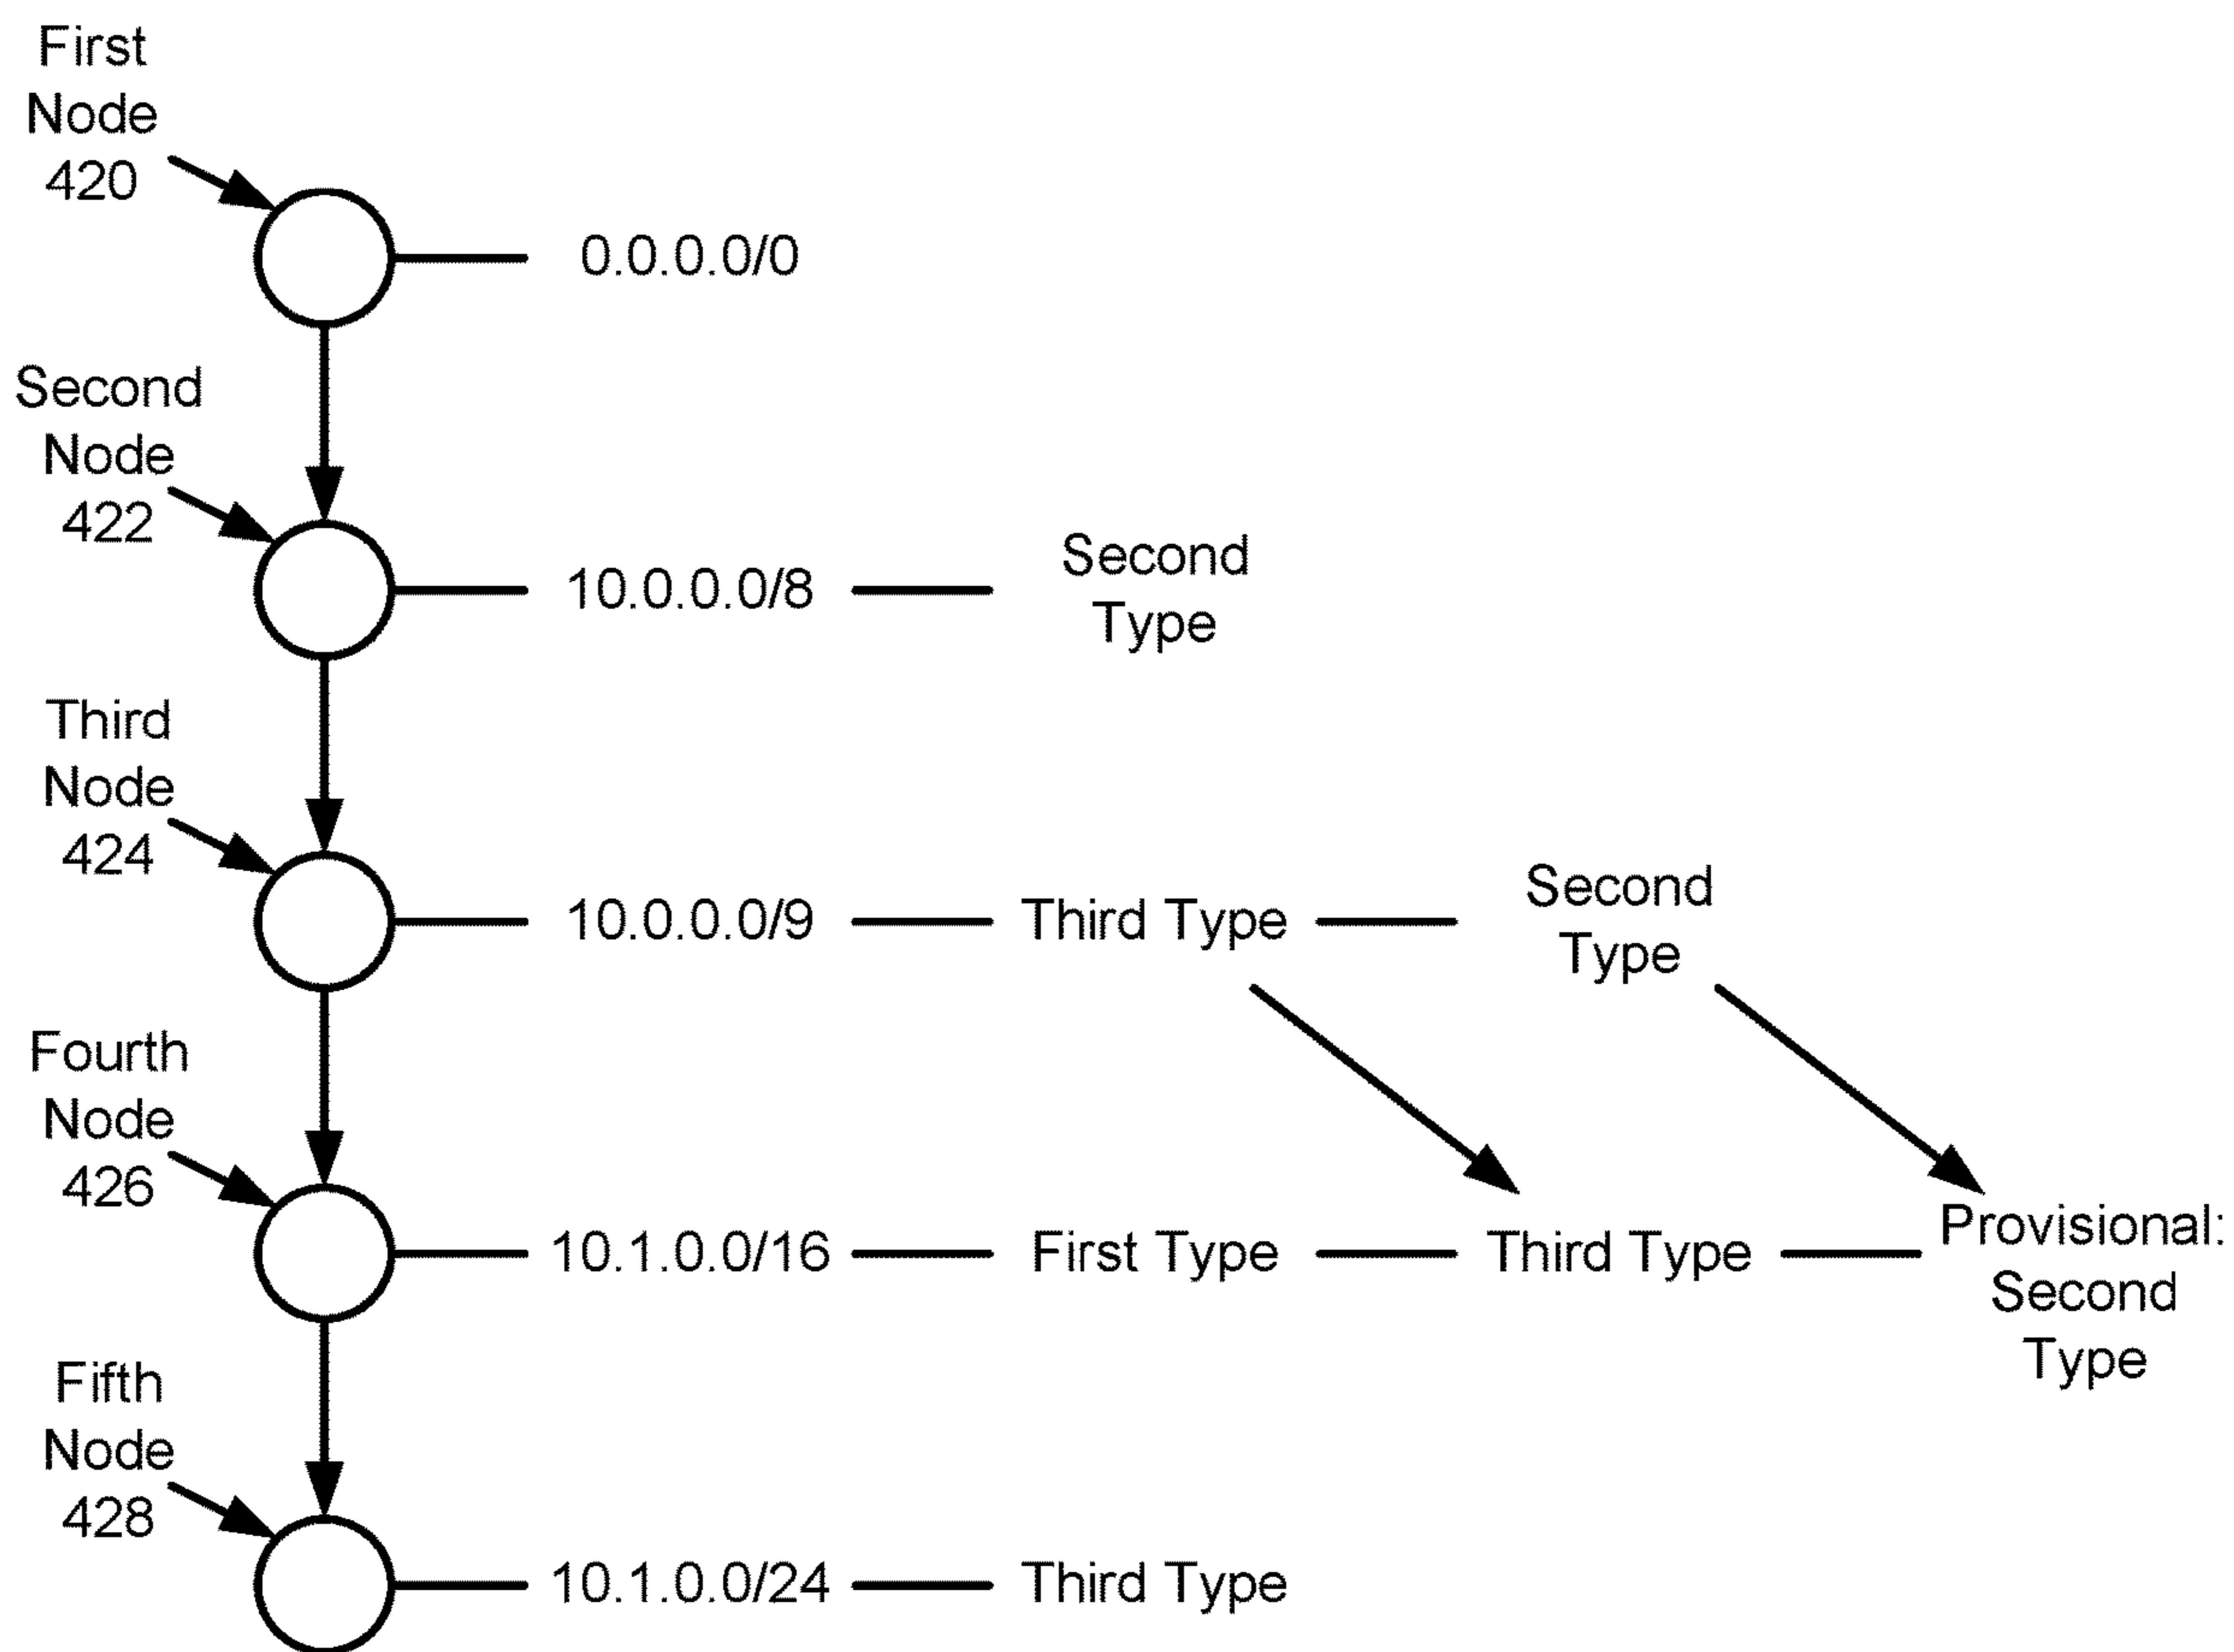 First
Node
420
0.0.0.0/0
Second
Node
422
10.0.0.0/8
Second
Type
Third
Node
424
10.0.0.0/9
Third Type
Second
Type
Fourth
Node
426
10.1.0.0/16
First Type
Third Type
Provisional:
Second
Type
Fifth
Node
428
10.1.0.0/24
Third Type